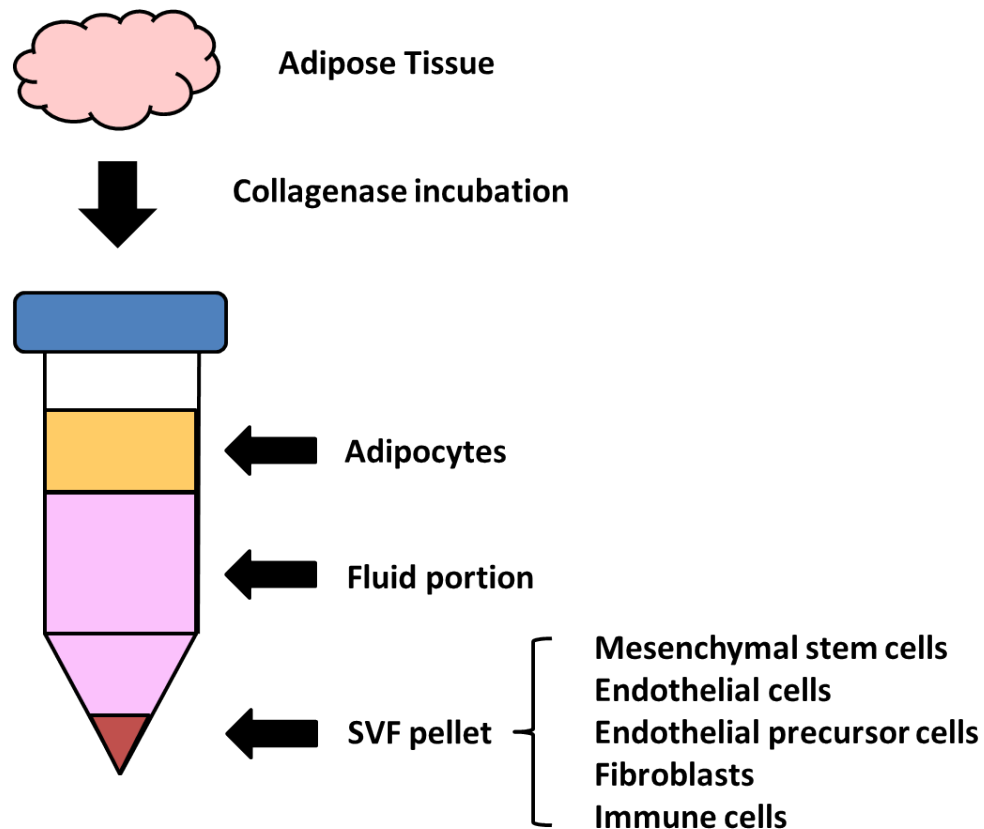 Adipose Tissue
Collagenase incubation
Adipocytes
Fluid portion
SVF pellet
Mesenchymal stem cells
Endothelial cells
Endothelial precursor cells
Fibroblasts
Immune cells